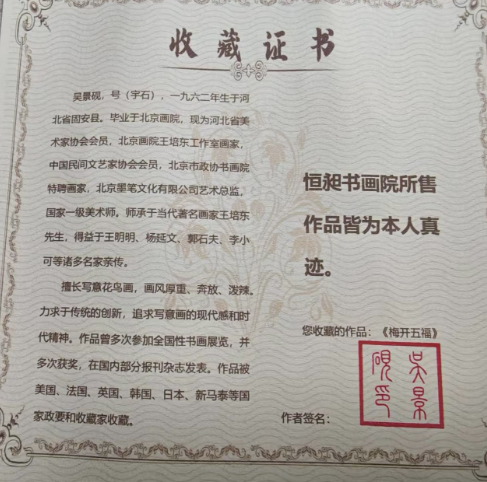 收藏证书
吴景砚，号（宇石），一九六二年生于河
北省固安县。毕业于北京画院，现为河北省美
术家协会会员，北京画院王培东工作室画家，
中国民间文艺家协会会员，北京市政协书画院
特聘画家，北京墨笔文化有限公司艺术总监，
国家一级美术师。师承于当代著名画家王培东
先生，得益于王明明、杨延文、郭石夫、李小
可等诸多名家亲传。
擅长写意花鸟画，画风厚重、奔放、泼辣。
力求于传统的创新，追求写意画的现代感和时
代精神。作品曾多次参加全国性书画展览，并
多次获奖，在国内部分报刊杂志发表。作品被
美国、法国、英国、韩国、日本、新马泰等国
家政要和收藏家收藏。
恒昶书画院所售
作品皆为本人真
迹。
您收藏的作品：《梅开五福》
作者签名：
吴景
砚印